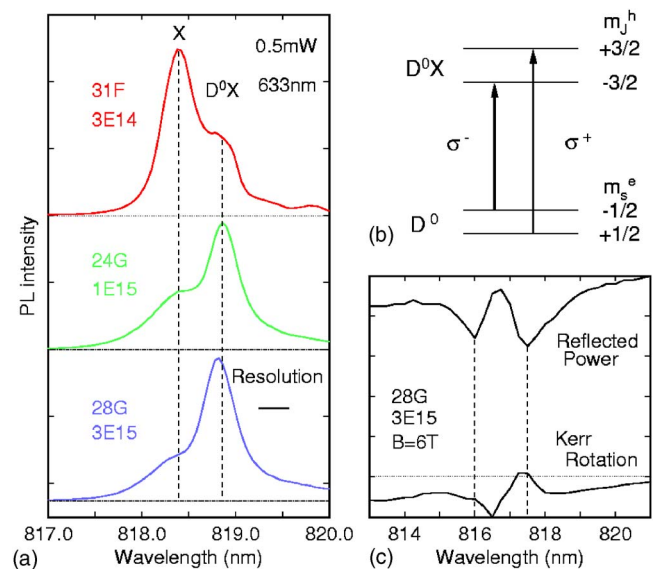 X
0.5mW
D⁰X
633nm
31F
3E14
24G
1E15
28G
3E15
Resolution
PL intensity
817.0 818.0 819.0 820.0
(a) Wavelength (nm)
m_J^h
+3/2
D⁰X
-3/2
σ⁻ σ⁺
m_s^e
-1/2
D⁰
+1/2
(b)
Reflected
Power
28G
3E15
B=6T
Kerr
Rotation
814 816 818 820
(c) Wavelength (nm)